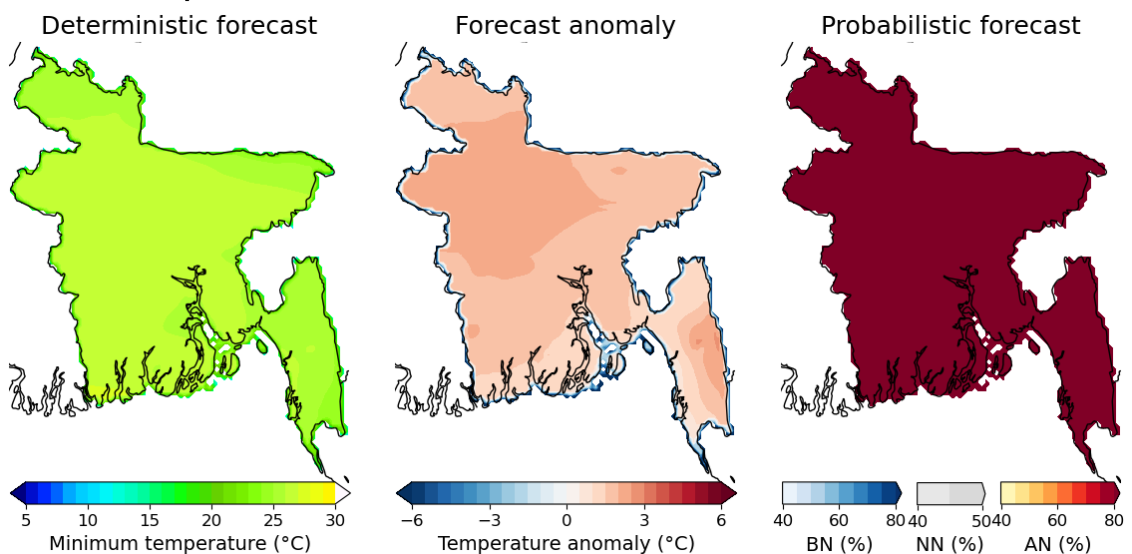 Deterministic forecast
Forecast anomaly
Probabilistic forecast
5 10 15 20 25 30
Minimum temperature (°C)
−6 −3 0 3 6
Temperature anomaly (°C)
40 60 80
BN (%)
40 50
NN (%)
40 60 80
AN (%)